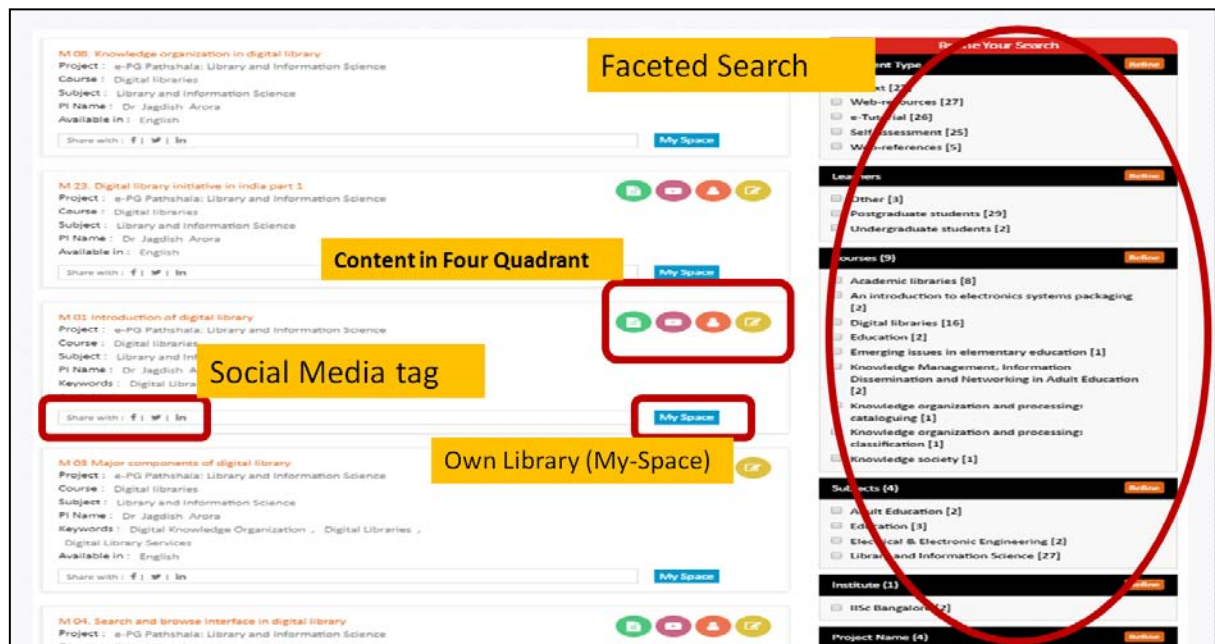 M 08. Knowledge organization in digital library
Project : e-PG Pathshala: Library and Information Science
Course : Digital libraries
Subject : Library and Information Science
PI Name : Dr Jagdish Arora
Available in : English
Share with : f | | in
My Space
Faceted Search
M 23. Digital library initiative in india part 1
Project : e-PG Pathshala: Library and Information Science
Course : Digital libraries
Subject : Library and Information Science
PI Name : Dr Jagdish Arora
Available in : English
Share with : f | | in
My Space
Content in Four Quadrant
M 01 Introduction of digital library
Project : e-PG Pathshala: Library and Information Science
Course : Digital libraries
Subject : Library and
PI Name : Dr Jagdish
Keywords : Digital
Social Media tag
Share with : f | | in
My Space
Own Library (My-Space)
M 03 Major components of digital library
Project : e-PG Pathshala: Library and Information Science
Course : Digital libraries
Subject : Library and Information Science
PI Name : Dr Jagdish Arora
Keywords : Digital Knowledge Organization , Digital Libraries ,
Digital Library Services
Available in : English
Share with : f | | in
My Space
M 04. Search and browse interface in digital library
Project : e-PG Pathshala: Library and Information Science
Your Search
Type
Refine
[27]
Web-resources [27]
e-Tutorial [26]
Self Assessment [25]
Web-references [5]
Learners
Refine
Other [3]
Postgraduate students [29]
Undergraduate students [2]
Courses (9)
Refine
Academic libraries [8]
An introduction to electronics systems packaging
[2]
Digital libraries [16]
Education [2]
Emerging issues in elementary education [1]
Knowledge Management, Information
Dissemination and Networking in Adult Education
[2]
Knowledge organization and processing:
cataloguing [1]
Knowledge organization and processing:
classification [1]
Knowledge society [1]
Subjects (4)
Refine
Adult Education [2]
Education [3]
Electrical & Electronic Engineering [2]
Library and Information Science [27]
Institute (1)
Refine
IISc Bangalore [2]
Project Name (4)
Refine